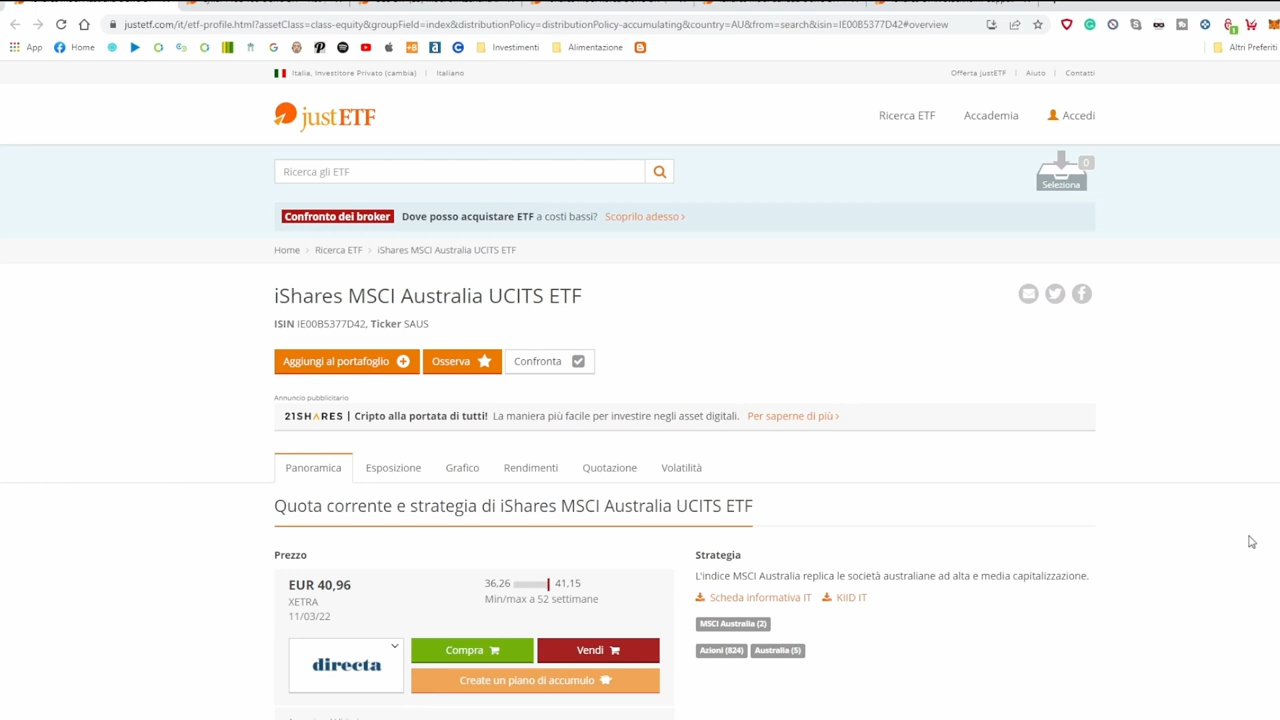 justetf.com/it/etf-profile.html?assetClass=class-equity&groupField=index&distributionPolicy=distributionPolicy-accumulating&country=AU&from=search&isin=IE00B5377D42#overview
App
Home
Investimenti
Alimentazione
Altri Preferiti
Italia, Investitore Privato (cambia)
Italiano
Offerta justETF
Aiuto
Contatti
justETF
Ricerca ETF
Accademia
Accedi
Ricerca gli ETF
0
Seleziona
Confronto dei broker Dove posso acquistare ETF a costi bassi? Scoprilo adesso >
Home > Ricerca ETF > iShares MSCI Australia UCITS ETF
iShares MSCI Australia UCITS ETF
ISIN IE00B5377D42, Ticker SAUS
Aggiungi al portafoglio
Osserva
Confronta
Annuncio pubblicitario
21SHARES | Cripto alla portata di tutti! La maniera più facile per investire negli asset digitali. Per saperne di più >
Panoramica
Esposizione
Grafico
Rendimenti
Quotazione
Volatilità
Quota corrente e strategia di iShares MSCI Australia UCITS ETF
Prezzo
EUR 40,96
XETRA
11/03/22
36,26
41,15
Min/max a 52 settimane
directa
Compra
Vendi
Create un piano di accumulo
Strategia
L'indice MSCI Australia replica le società australiane ad alta e media capitalizzazione.
Scheda informativa IT
KIID IT
MSCI Australia (2)
Azioni (824)
Australia (5)